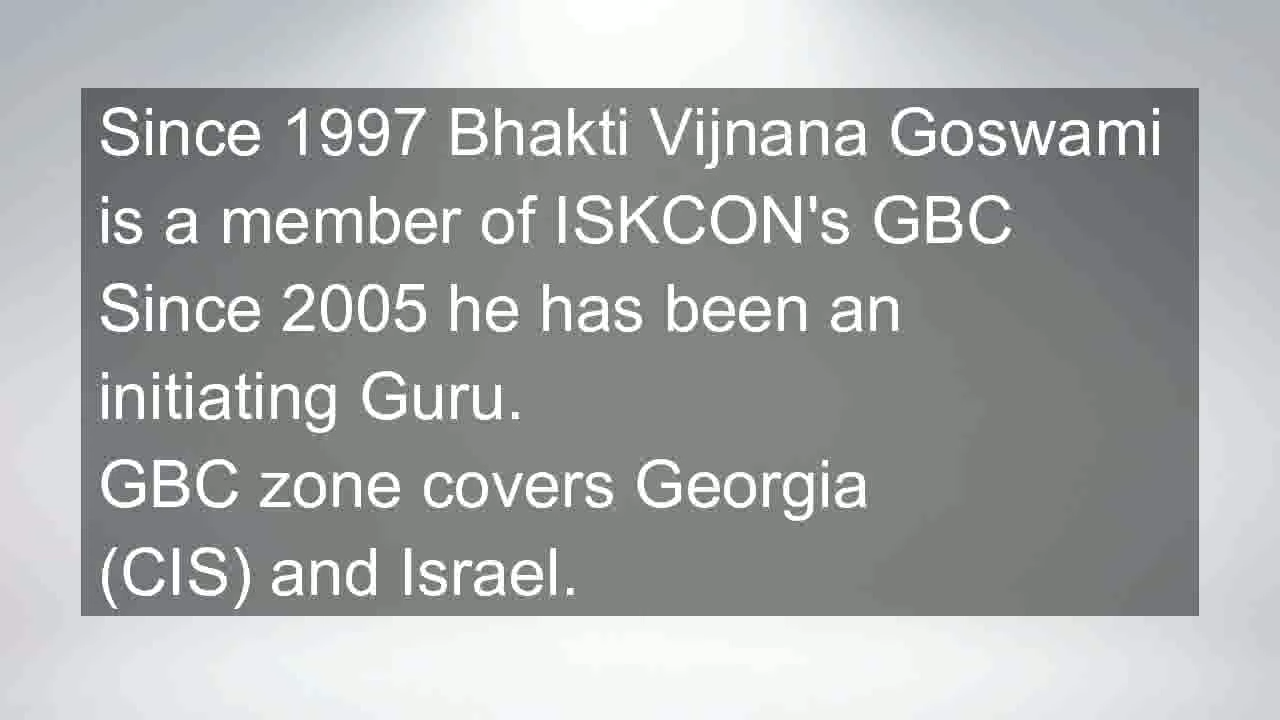 Since 1997 Bhakti Vijnana Goswami
is a member of ISKCON's GBC
Since 2005 he has been an
initiating Guru.
GBC zone covers Georgia
(CIS) and Israel.